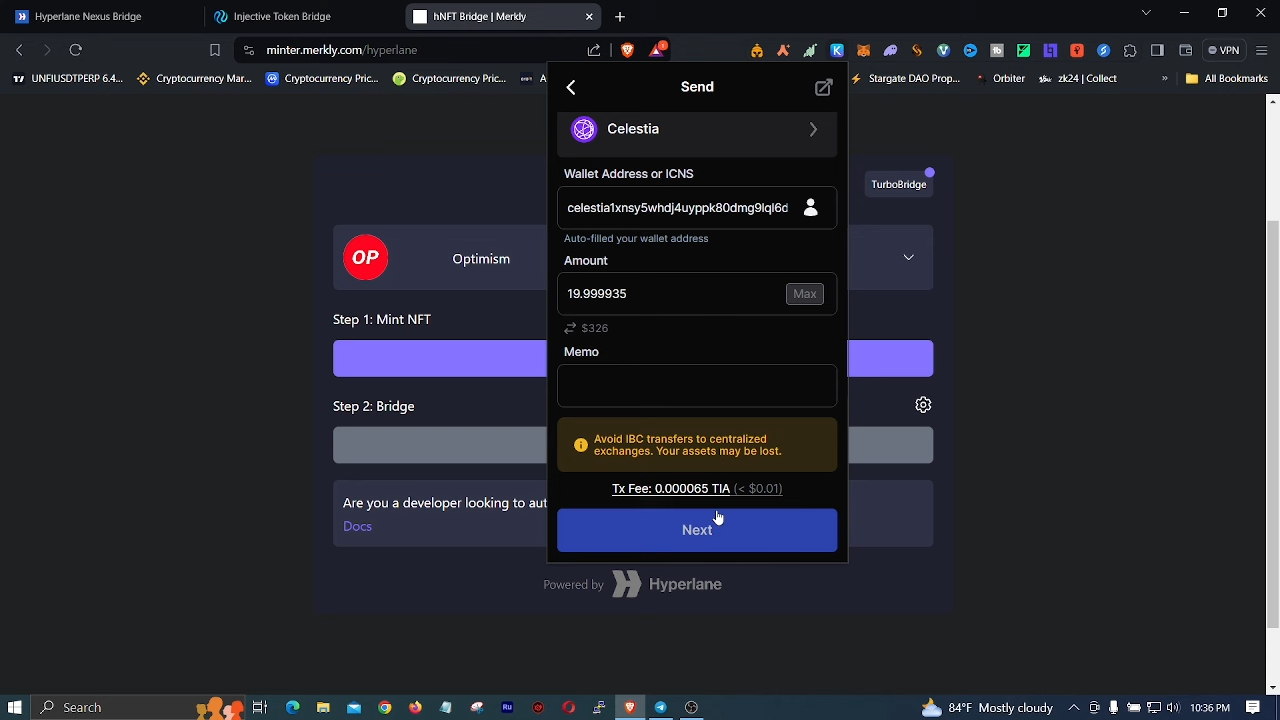 Hyperlane Nexus Bridge
Injective Token Bridge
hNFT Bridge | Merkly
minter.merkly.com/hyperlane
VPN
UNFIUSDTPERP 6.4...
Cryptocurrency Mar...
Cryptocurrency Pric...
Cryptocurrency Pric...
Stargate DAO Prop...
Orbiter
zk24 | Collect
»
All Bookmarks
Send
Celestia
Wallet Address or ICNS
celestia1xnsy5whdj4uyppk80dmg9lql6d
Auto-filled your wallet address
Amount
19.999935
Max
$326
Memo
Avoid IBC transfers to centralized
exchanges. Your assets may be lost.
Tx Fee: 0.000065 TIA (< $0.01)
Next
TurboBridge
OP
Optimism
Step 1: Mint NFT
Step 2: Bridge
Are you a developer looking to aut
Docs
Powered by Hyperlane
Search
84°F Mostly cloudy
10:36 PM